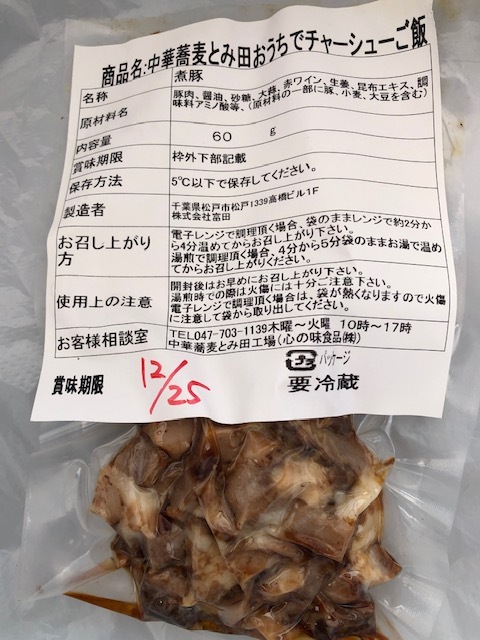 商品名:中華蕎麦とみ田おうちでチャーシューご飯
名称 煮豚
原材料名 豚肉、醤油、砂糖、大蒜、赤ワイン、生姜、昆布エキス、調
味料アミノ酸等、（原材料の一部に豚、小麦、大豆を含む）
内容量 60 g
賞味期限 枠外下部記載
保存方法 5℃以下で保存してください。
製造者 千葉県松戸市松戸1339高橋ビル1F
株式会社富田
お召し上がり方 電子レンジで調理頂く場合、袋のままレンジで約2分か
ら4分温めてからお召し上がり下さい。
湯煎で調理頂く場合、4分から5分袋のままお湯で温め
てからお召し上がりください。
使用上の注意 開封後はお早めにお召し上がり下さい。
湯煎時での際は火傷には十分ご注意下さい。
電子レンジで調理頂く場合は、袋が熱くなりますので火傷
に注意して袋から取り出してください。
お客様相談室 TEL047-703-1139木曜～火曜 10時～17時
中華蕎麦とみ田工場（心の味食品㈱）
プラ パッケージ
賞味期限 12/25 要冷蔵